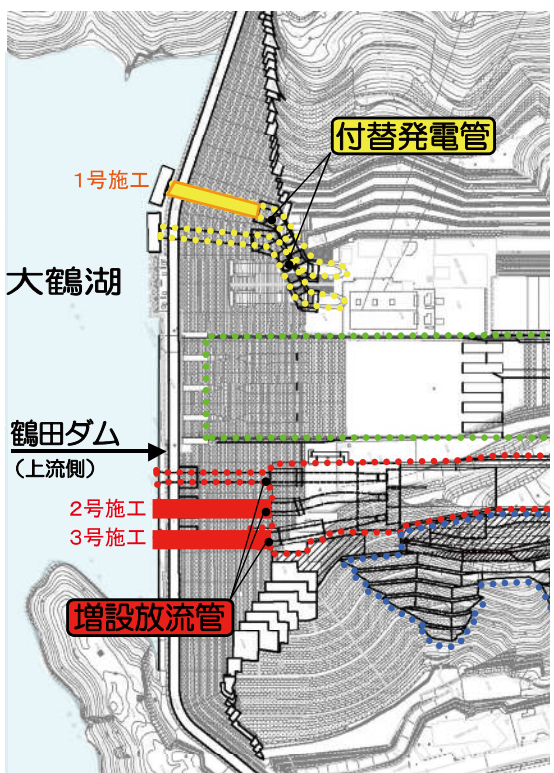 付替発電管
1号施工
大鶴湖
鶴田ダム
（上流側）
2号施工
3号施工
増設放流管